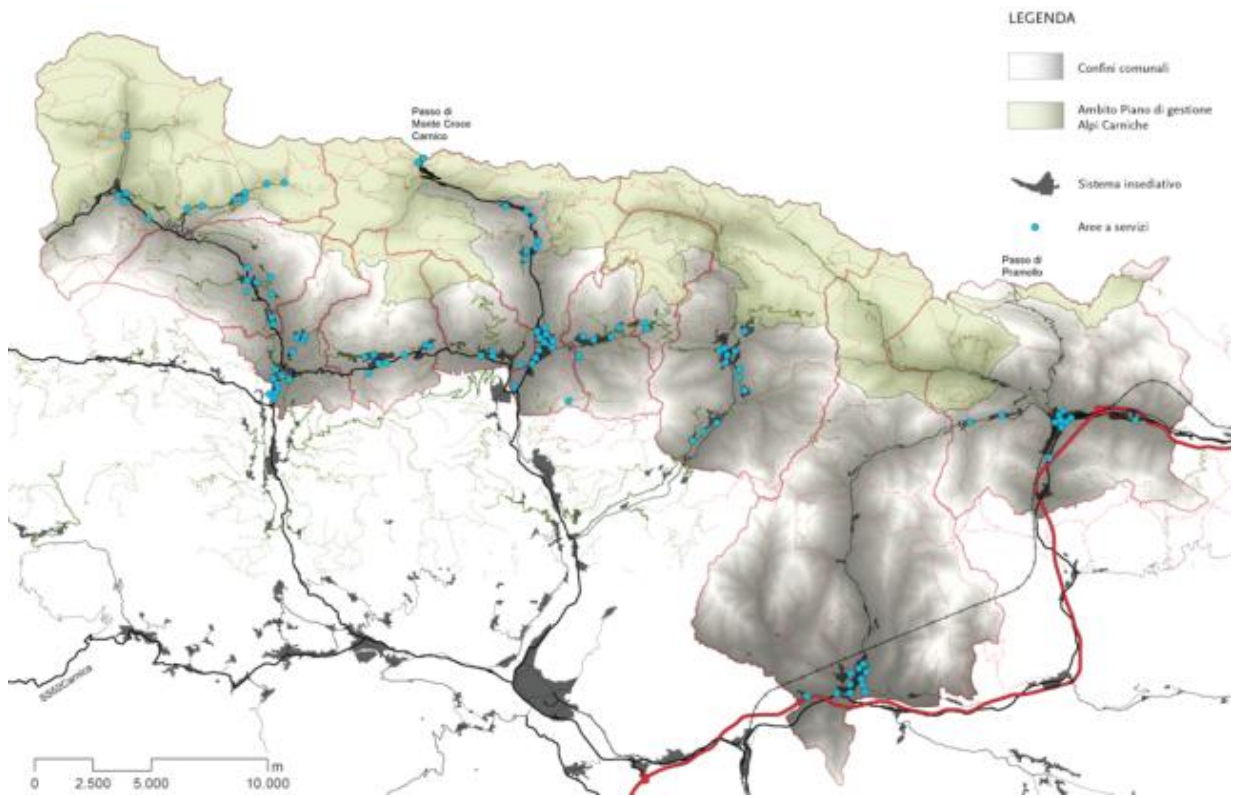 LEGENDA
Confini comunali
Ambito Piano di gestione
Alpi Carniche
Sistema insediativo
Aree a servizi
Passo di
Monte Croce
Carnico
Passo di
Pramollo
SS52Carnica
m
0 2.500 5.000 10.000